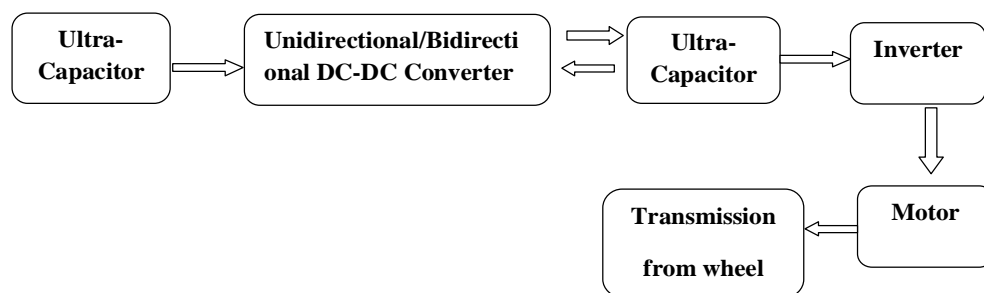 Ultra-
Capacitor
Unidirectional/Bidirecti
onal DC-DC Converter
Ultra-
Capacitor
Inverter
Motor
Transmission
from wheel